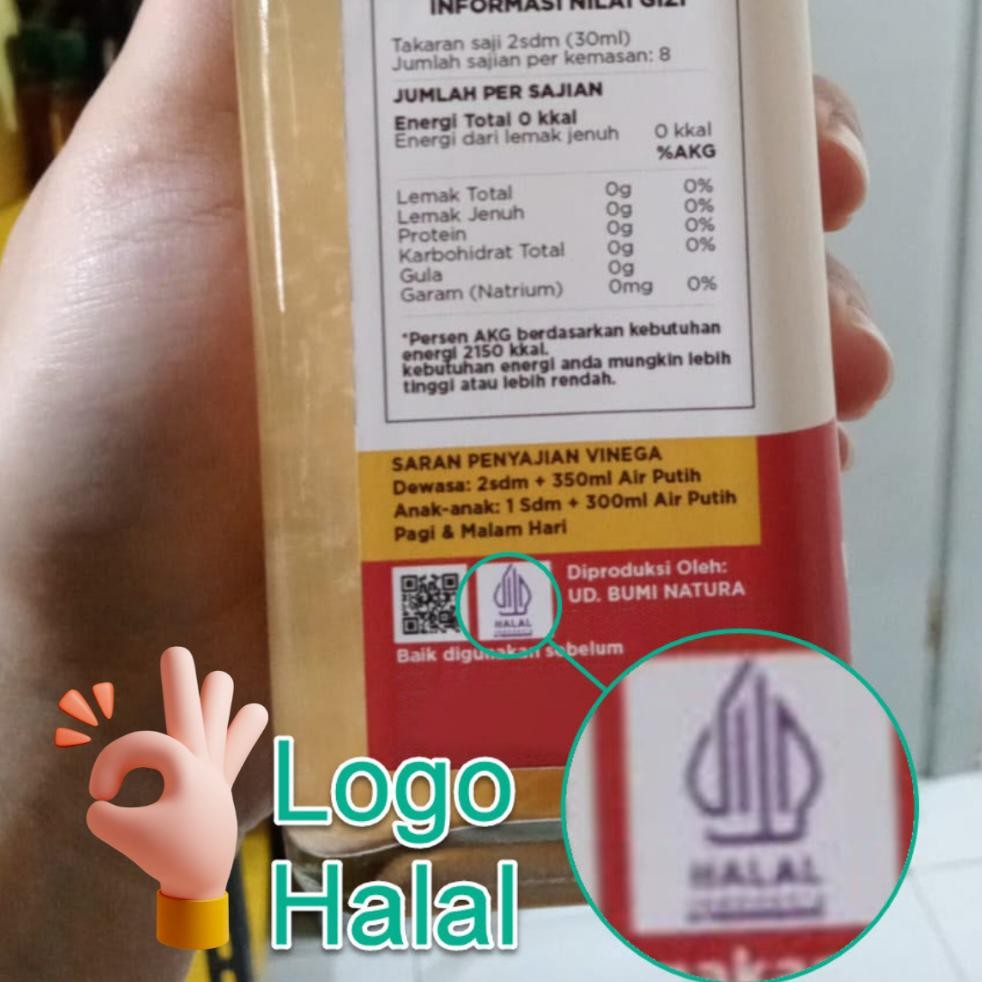 INFORMASI NILAI GIZI
Takaran saji 2sdm (30ml)
Jumlah sajian per kemasan: 8
JUMLAH PER SAJIAN
Energi Total 0 kkal
Energi dari lemak jenuh 0 kkal
%AKG
Lemak Total 0g 0%
Lemak Jenuh 0g 0%
Protein 0g 0%
Karbohidrat Total 0g 0%
Gula 0g
Garam (Natrium) 0mg 0%
*Persen AKG berdasarkan kebutuhan
energi 2150 kkal.
kebutuhan energi anda mungkin lebih
tinggi atau lebih rendah.
SARAN PENYAJIAN VINEGA
Dewasa: 2sdm + 350ml Air Putih
Anak-anak: 1 Sdm + 300ml Air Putih
Pagi & Malam Hari
HALAL
INDONESIA
Diproduksi Oleh:
UD. BUMI NATURA
Baik digunakan sebelum
Logo
Halal
HALAL
INDONESIA